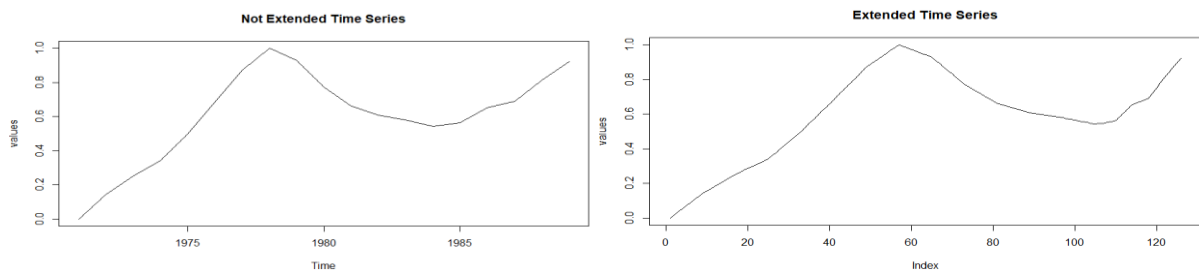 Not Extended Time Series
values
0.0 0.2 0.4 0.6 0.8 1.0
1975 1980 1985
Time
Extended Time Series
values
0.0 0.2 0.4 0.6 0.8 1.0
0 20 40 60 80 100 120
Index